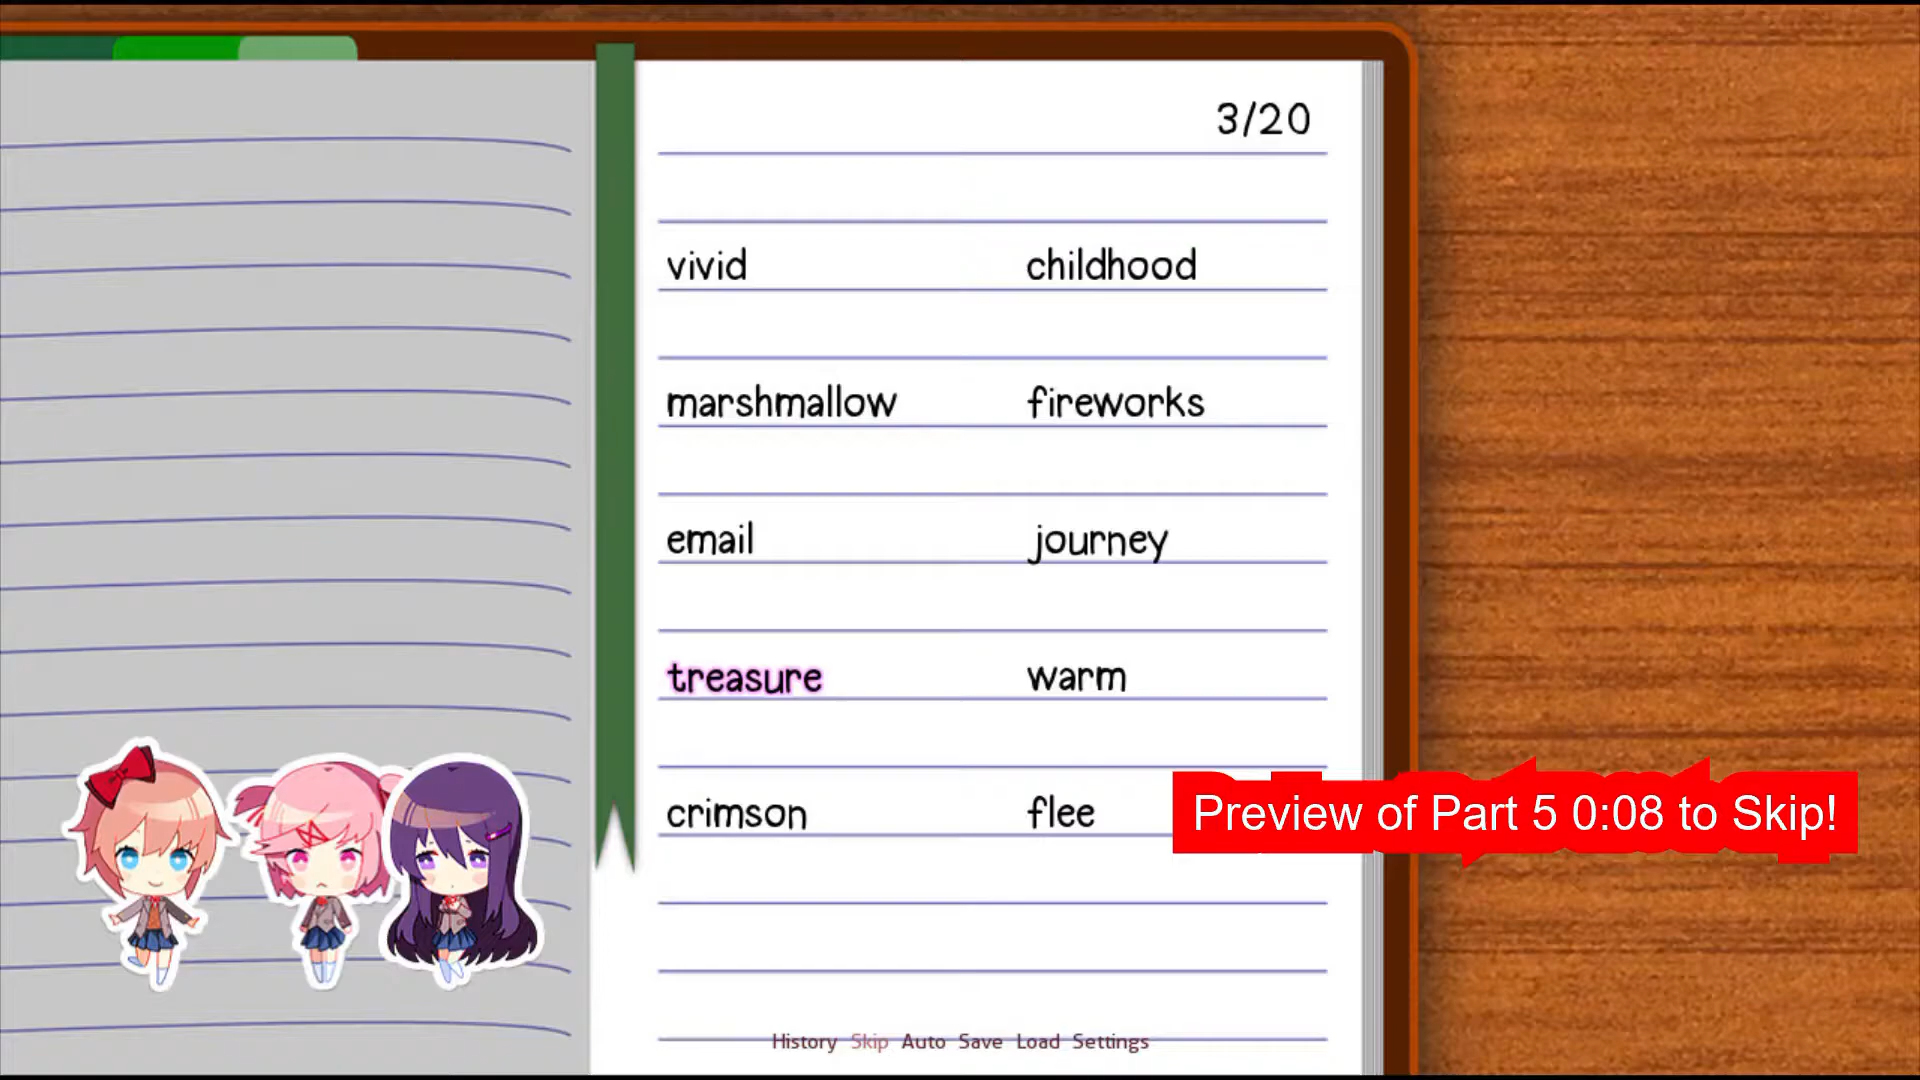 3/20
vivid childhood
marshmallow fireworks
email journey
treasure warm
crimson flee
Preview of Part 5 0:08 to Skip!
History Skip Auto Save Load Settings